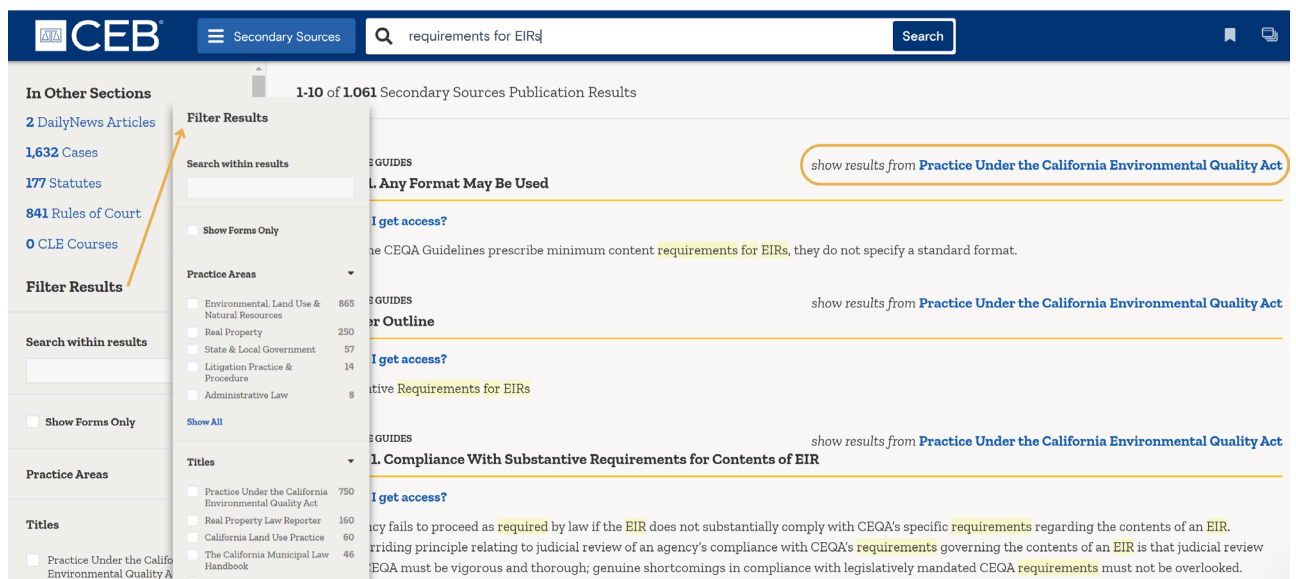 CEB
Secondary Sources
requirements for EIRs
Search
In Other Sections
2 DailyNews Articles
1,632 Cases
177 Statutes
841 Rules of Court
0 CLE Courses
Filter Results
Search within results
Show Forms Only
Practice Areas
Titles
Practice Under the Califo
Environmental Quality A
Filter Results
Search within results
Show Forms Only
Practice Areas
Environmental, Land Use & 865
Natural Resources
Real Property 250
State & Local Government 57
Litigation Practice & 14
Procedure
Administrative Law 8
Show All
Titles
Practice Under the California 750
Environmental Quality Act
Real Property Law Reporter 160
California Land Use Practice 60
The California Municipal Law 46
Handbook
1-10 of 1,061 Secondary Sources Publication Results
E GUIDES
show results from Practice Under the California Environmental Quality Act
1. Any Format May Be Used
I get access?
he CEQA Guidelines prescribe minimum content requirements for EIRs, they do not specify a standard format.
E GUIDES
show results from Practice Under the California Environmental Quality Act
er Outline
I get access?
tive Requirements for EIRs
E GUIDES
show results from Practice Under the California Environmental Quality Act
1. Compliance With Substantive Requirements for Contents of EIR
I get access?
cy fails to proceed as required by law if the EIR does not substantially comply with CEQA's specific requirements regarding the contents of an EIR.
rriding principle relating to judicial review of an agency's compliance with CEQA's requirements governing the contents of an EIR is that judicial review
CEQA must be vigorous and thorough; genuine shortcomings in compliance with legislatively mandated CEQA requirements must not be overlooked.